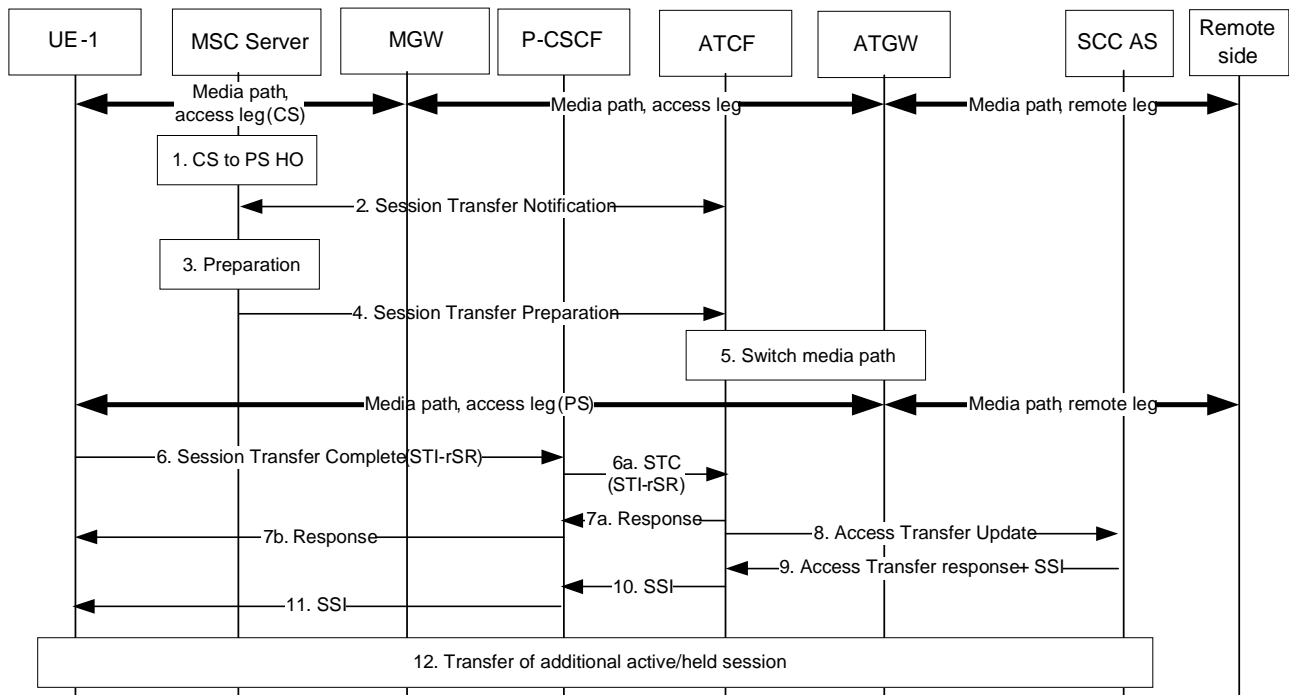 UE-1
MSC Server
MGW
P-CSCF
ATCF
ATGW
SCC AS
Remote
side
Media path,
access leg (CS)
Media path, access leg
Media path, remote leg
1. CS to PS HO
2. Session Transfer Notification
3. Preparation
4. Session Transfer Preparation
5. Switch media path
Media path, access leg (PS)
Media path, remote leg
6. Session Transfer Complete(STI-rSR)
6a. STC
(STI-rSR)
7a. Response
7b. Response
8. Access Transfer Update
9. Access Transfer response+ SSI
10. SSI
11. SSI
12. Transfer of additional active/held session